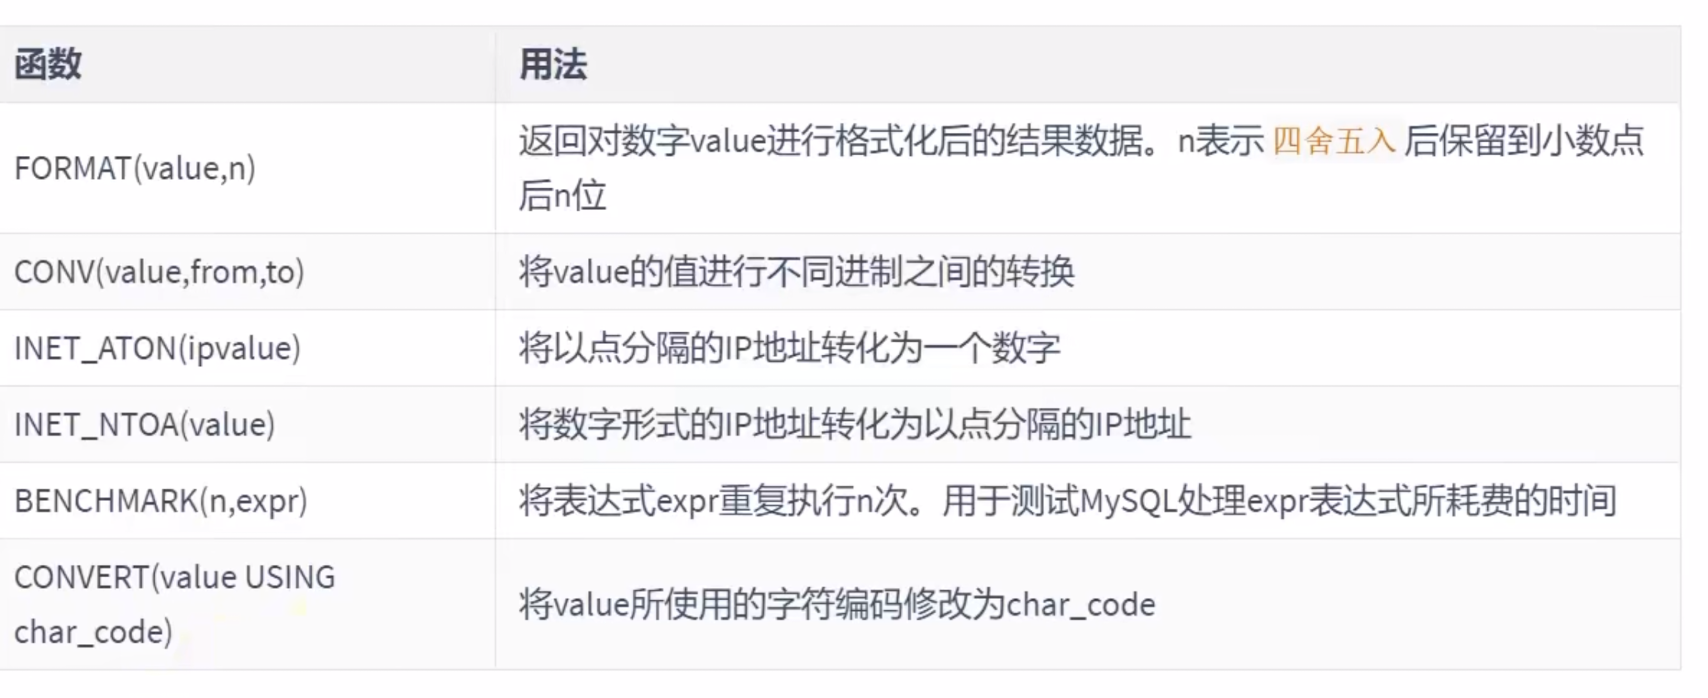 函数 用法
FORMAT(value,n) 返回对数字value进行格式化后的结果数据。n表示 四舍五入 后保留到小数点
后n位
CONV(value,from,to) 将value的值进行不同进制之间的转换
INET_ATON(ipvalue) 将以点分隔的IP地址转化为一个数字
INET_NTOA(value) 将数字形式的IP地址转化为以点分隔的IP地址
BENCHMARK(n,expr) 将表达式expr重复执行n次。用于测试MySQL处理expr表达式所耗费的时间
CONVERT(value USING
char_code) 将value所使用的字符编码修改为char_code